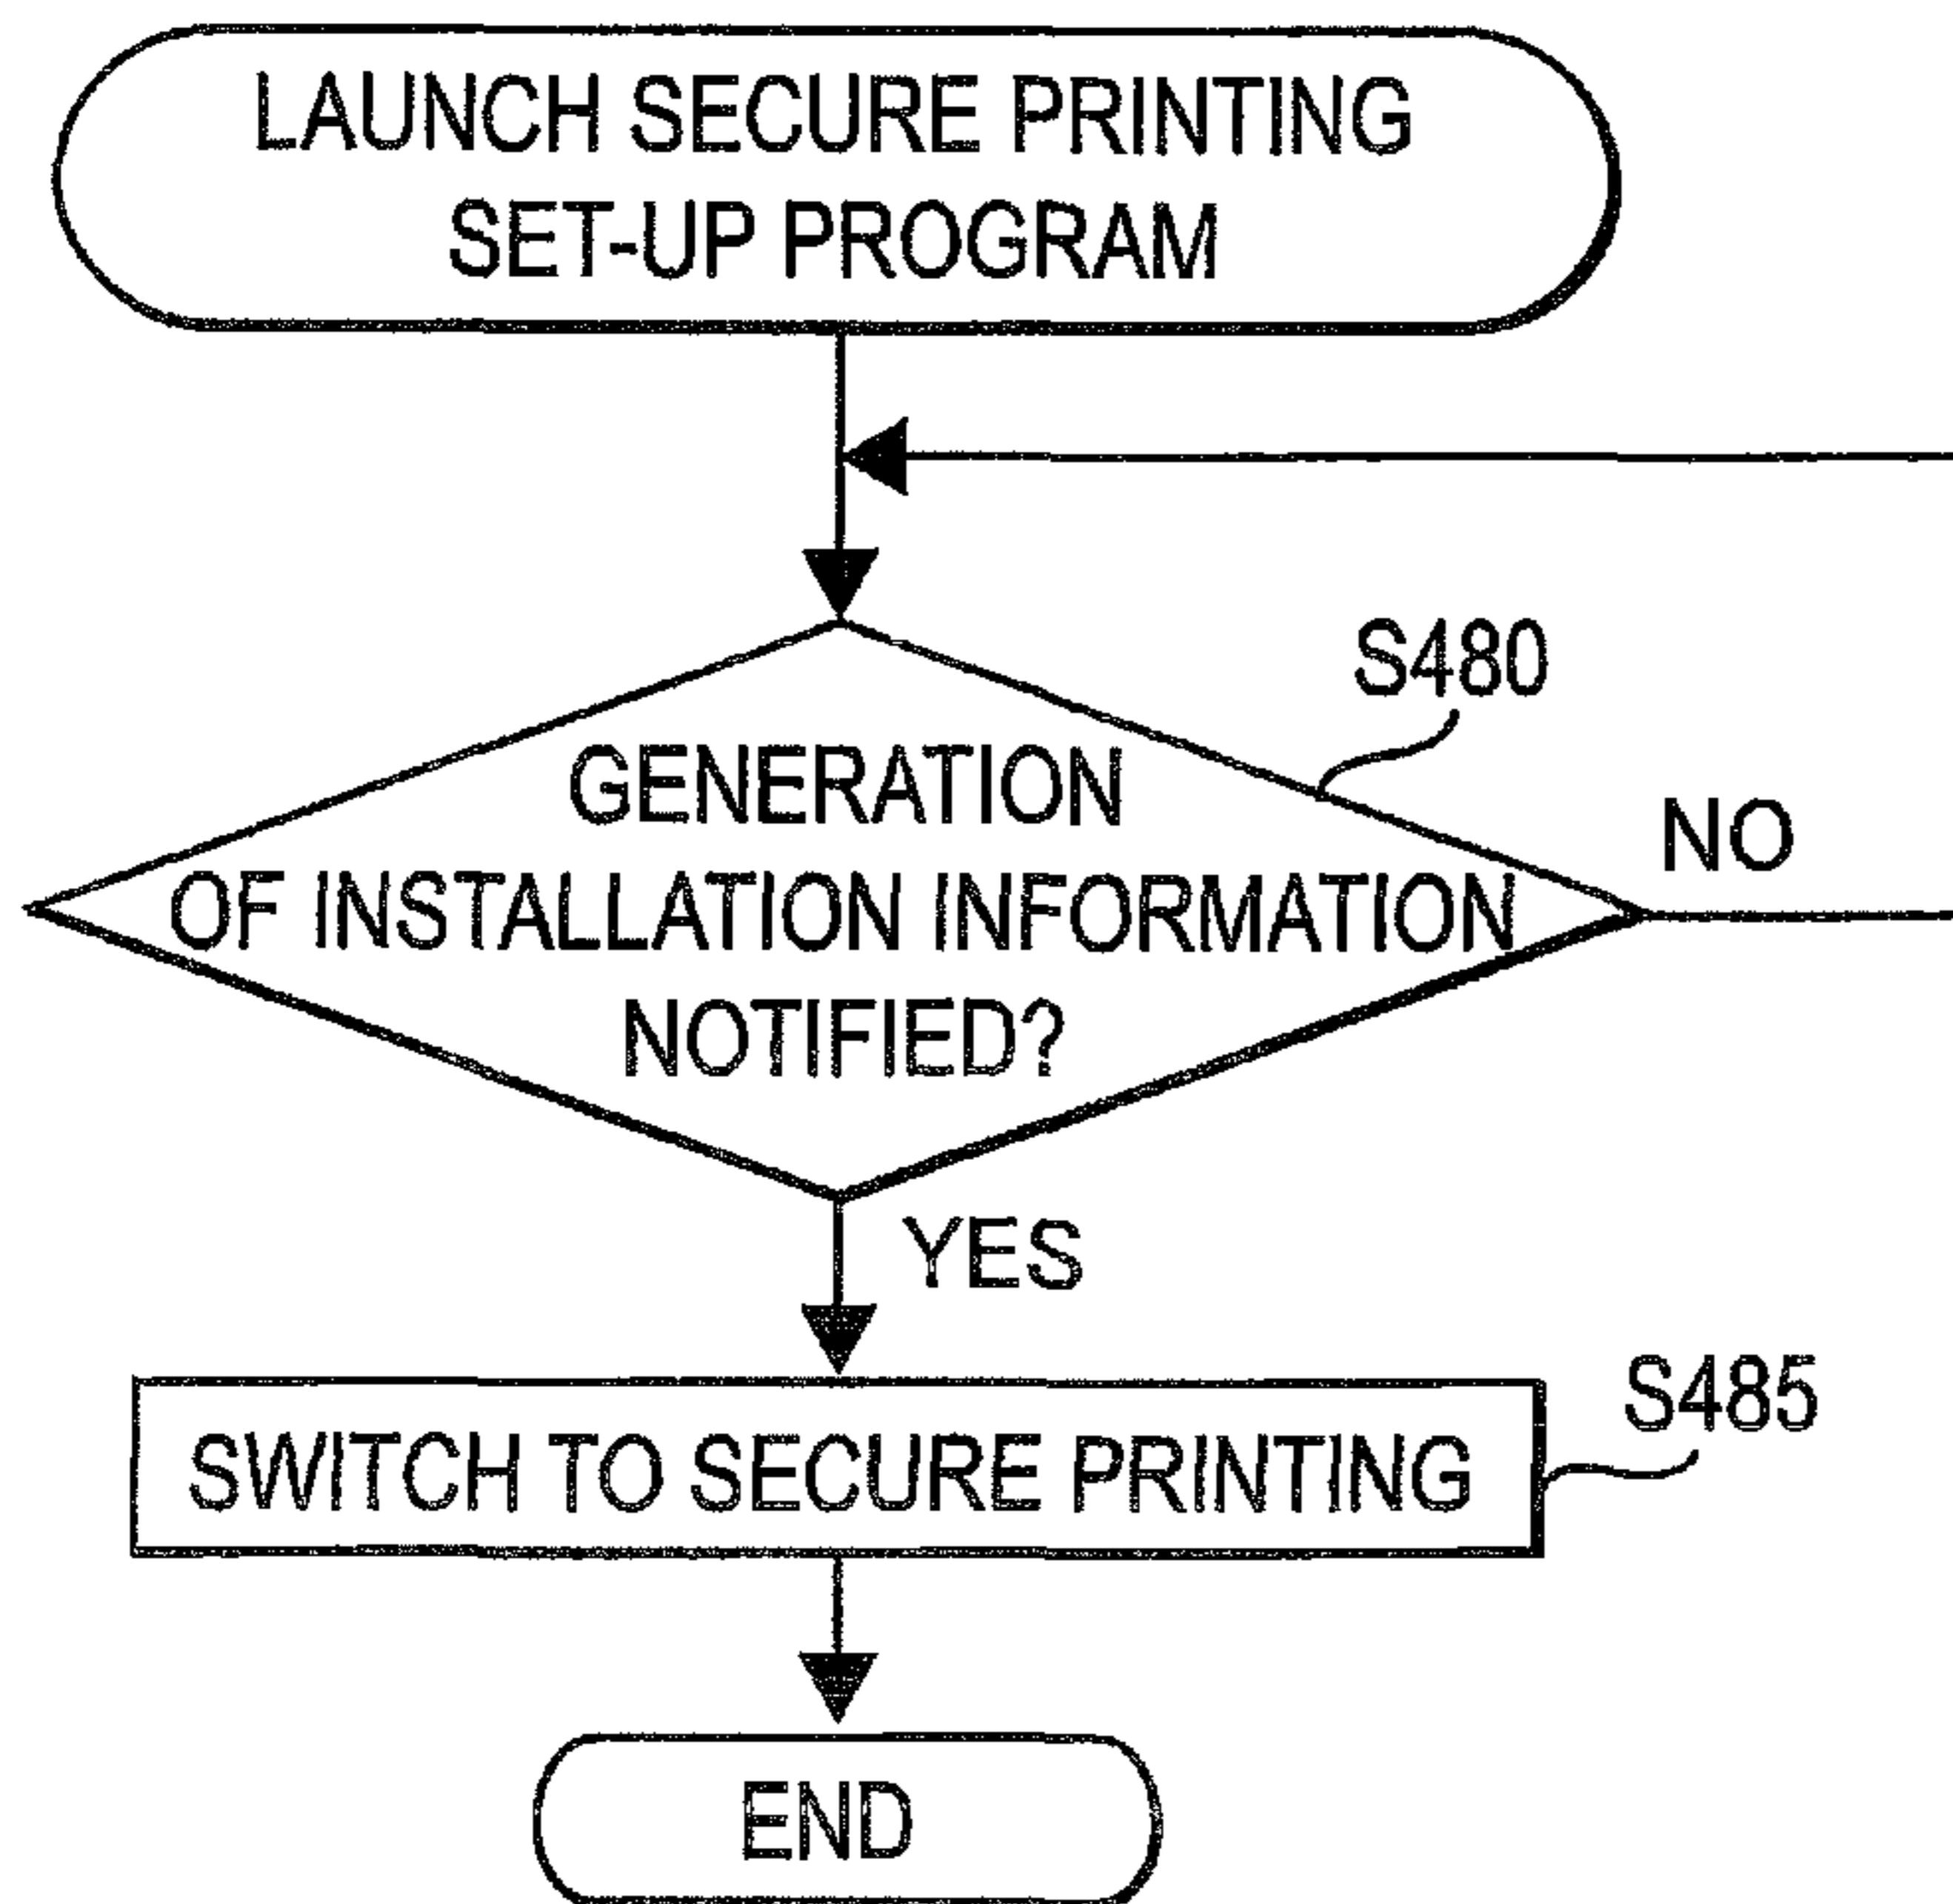 LAUNCH SECURE PRINTING
SET-UP PROGRAM
S480
GENERATION
OF INSTALLATION INFORMATION
NOTIFIED?
NO
YES
S485
SWITCH TO SECURE PRINTING
END